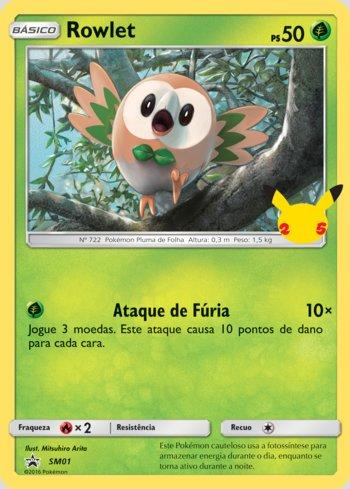 BÁSICO Rowlet PS 50
Nº 722 Pokémon Pluma de Folha Altura: 0,3 m Peso: 1,5 kg
25
Ataque de Fúria 10×
Jogue 3 moedas. Este ataque causa 10 pontos de dano
para cada cara.
Fraqueza × 2 Resistência Recuo
Ilust. Mitsuhiro Arita
SM01
©2016 Pokémon
Este Pokémon cauteloso usa a fotossíntese para
armazenar energia durante o dia, enquanto se
torna ativo durante a noite.